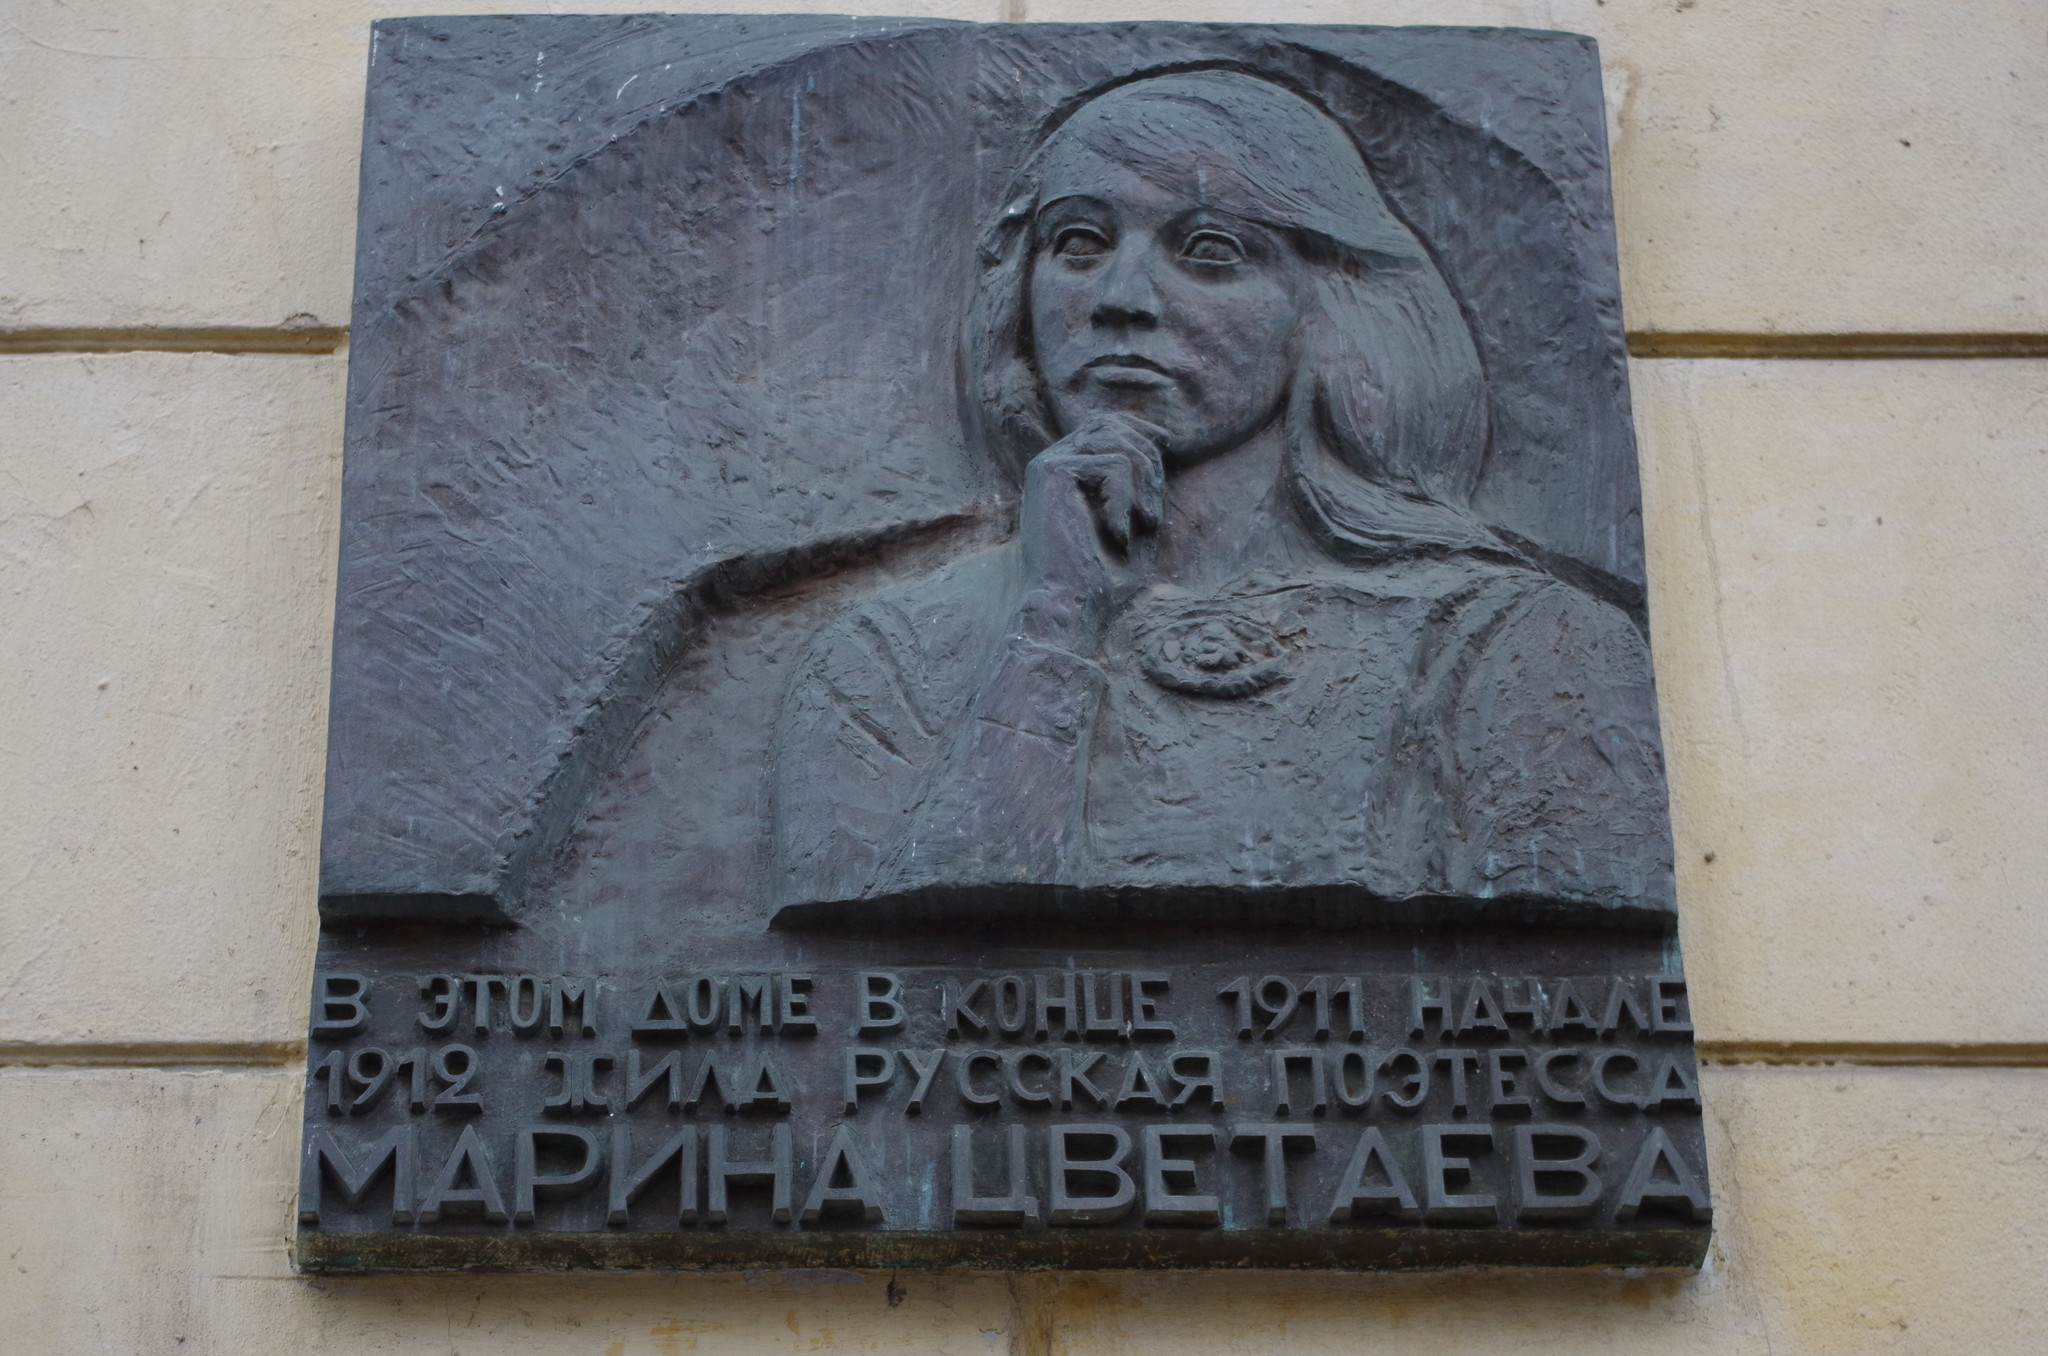 В ЭТОМ ДОМЕ В КОНЦЕ 1911 НАЧАЛЕ
1912 ЖИЛА РУССКАЯ ПОЭТЕССА
МАРИНА ЦВЕТАЕВА